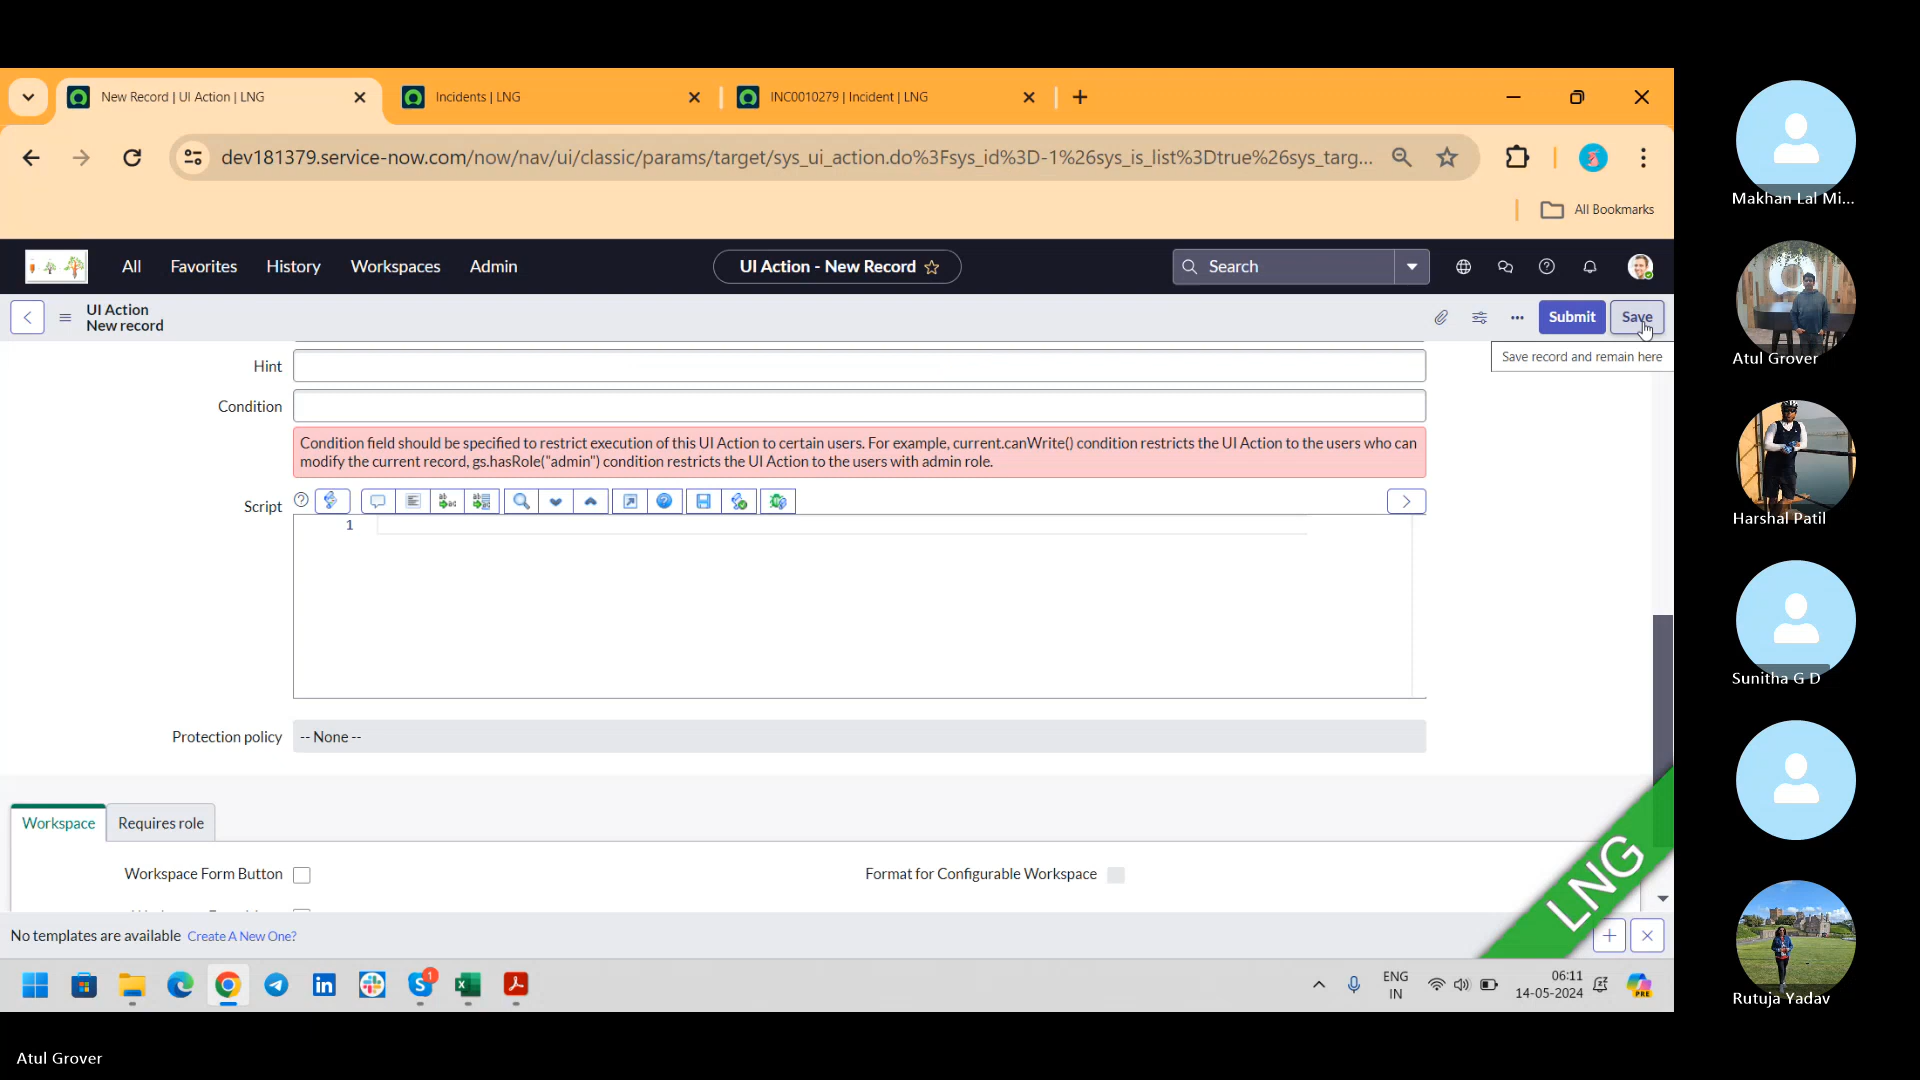 New Record | UI Action | LNG
Incidents | LNG
INC0010279 | Incident | LNG
dev181379.service-now.com/now/nav/ui/classic/params/target/sys_ui_action.do%3Fsys_id%3D-1%26sys_is_list%3Dtrue%26sys_targ...
All Bookmarks
All
Favorites
History
Workspaces
Admin
UI Action - New Record
Search
UI Action
New record
Submit
Save
Save record and remain here
Hint
Condition
Condition field should be specified to restrict execution of this UI Action to certain users. For example, current.canWrite() condition restricts the UI Action to the users who can
modify the current record, gs.hasRole("admin") condition restricts the UI Action to the users with admin role.
Script
1
Protection policy
-- None --
Workspace
Requires role
Workspace Form Button
Format for Configurable Workspace
LNG
No templates are available Create A New One?
1
ENG
IN
06:11
14-05-2024
PRE
Makhan Lal Mi...
Atul Grover
Harshal Patil
Sunitha G D
Rutuja Yadav
Atul Grover